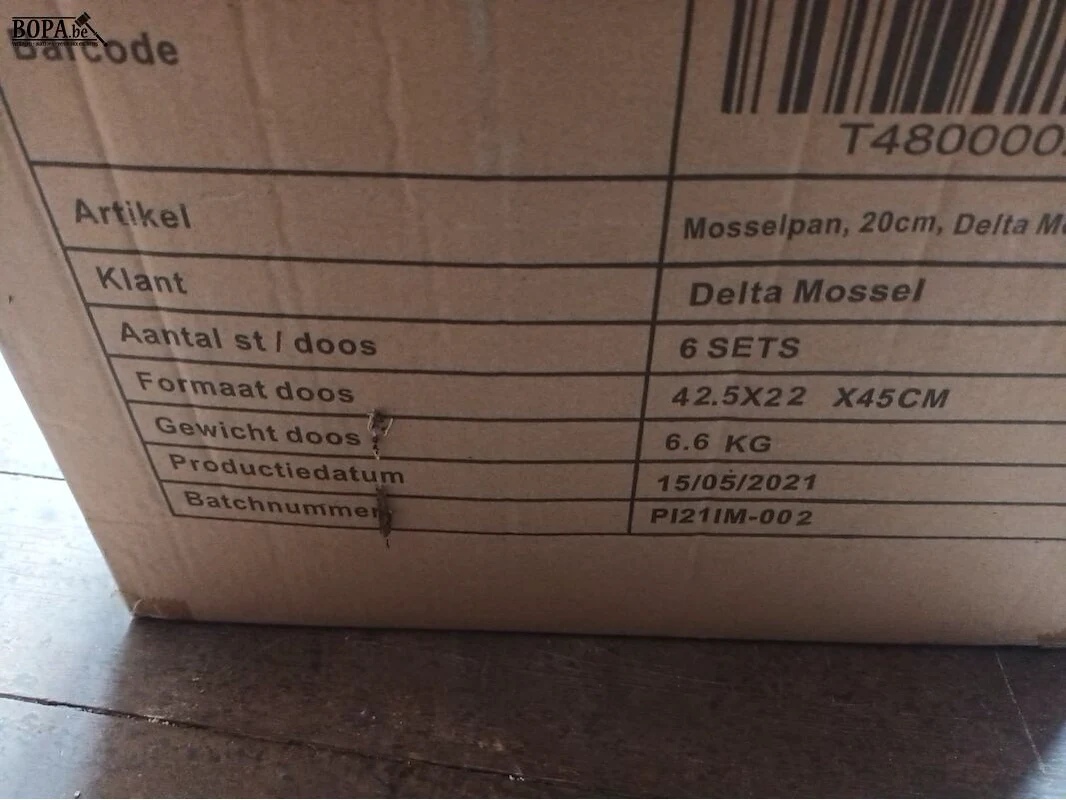 BOPA.be
Barcode
T480000
Artikel Mosselpan, 20cm, Delta
Klant Delta Mossel
Aantal st / doos 6 SETS
Formaat doos 42.5X22 X45CM
Gewicht doos 6.6 KG
Productiedatum 15/05/2021
Batchnummer PI21IM-002